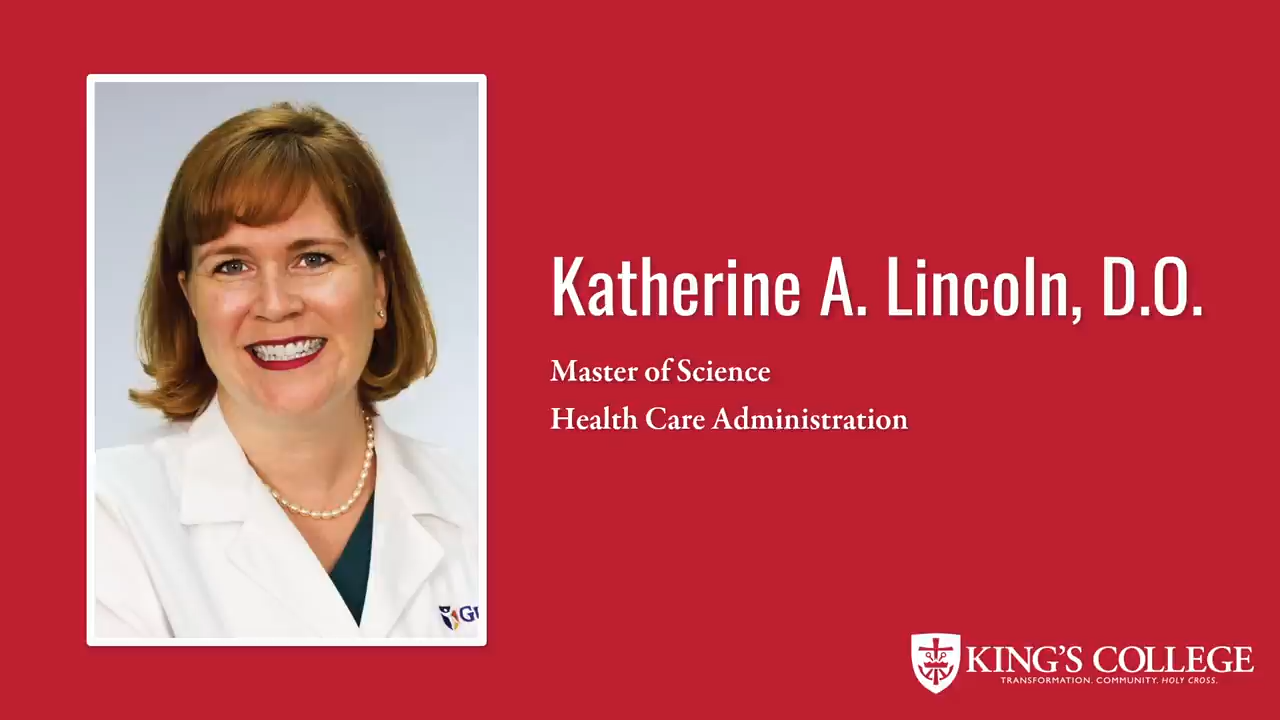 Katherine A. Lincoln, D.O.
Master of Science
Health Care Administration
KING'S COLLEGE
TRANSFORMATION. COMMUNITY. HOLY CROSS.